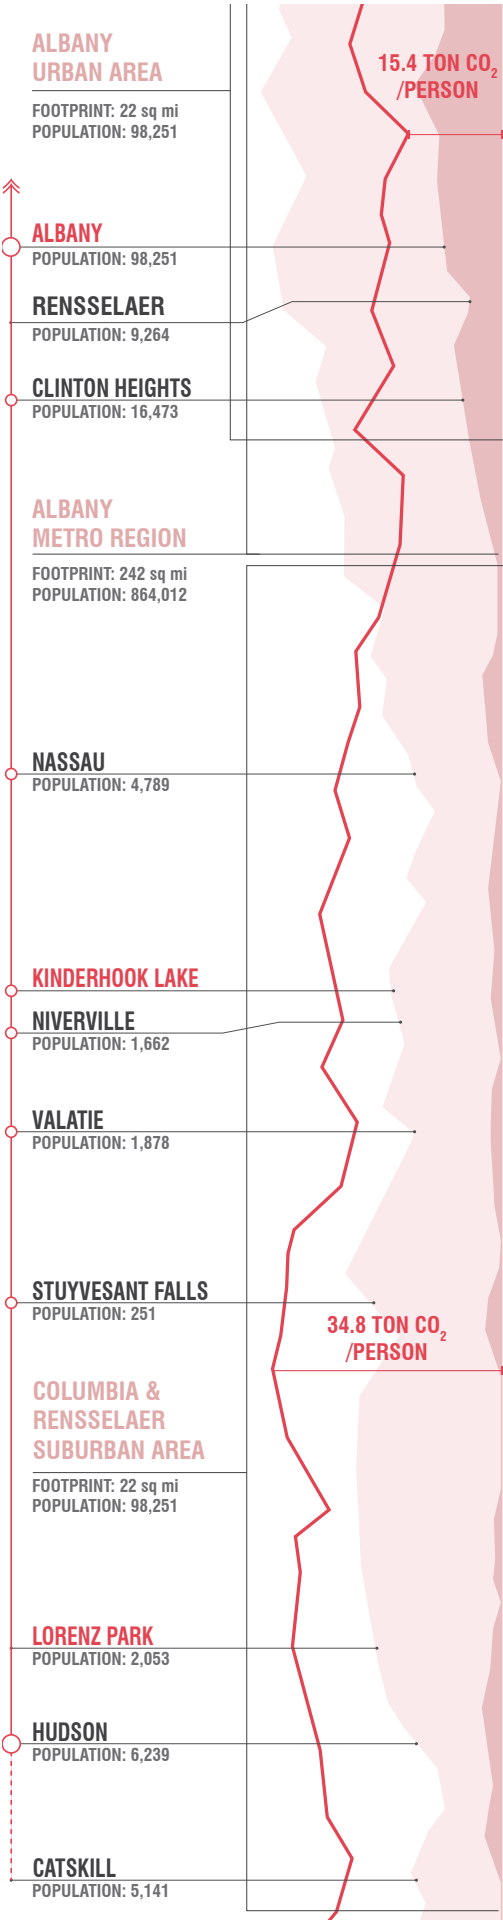 ALBANY
URBAN AREA
15.4 TON CO₂
/PERSON
FOOTPRINT: 22 sq mi
POPULATION: 98,251
ALBANY
POPULATION: 98,251
RENSSELAER
POPULATION: 9,264
CLINTON HEIGHTS
POPULATION: 16,473
ALBANY
METRO REGION
FOOTPRINT: 242 sq mi
POPULATION: 864,012
NASSAU
POPULATION: 4,789
KINDERHOOK LAKE
NIVERVILLE
POPULATION: 1,662
VALATIE
POPULATION: 1,878
STUYVESANT FALLS
POPULATION: 251
34.8 TON CO₂
/PERSON
COLUMBIA &
RENSSELAER
SUBURBAN AREA
FOOTPRINT: 22 sq mi
POPULATION: 98,251
LORENZ PARK
POPULATION: 2,053
HUDSON
POPULATION: 6,239
CATSKILL
POPULATION: 5,141